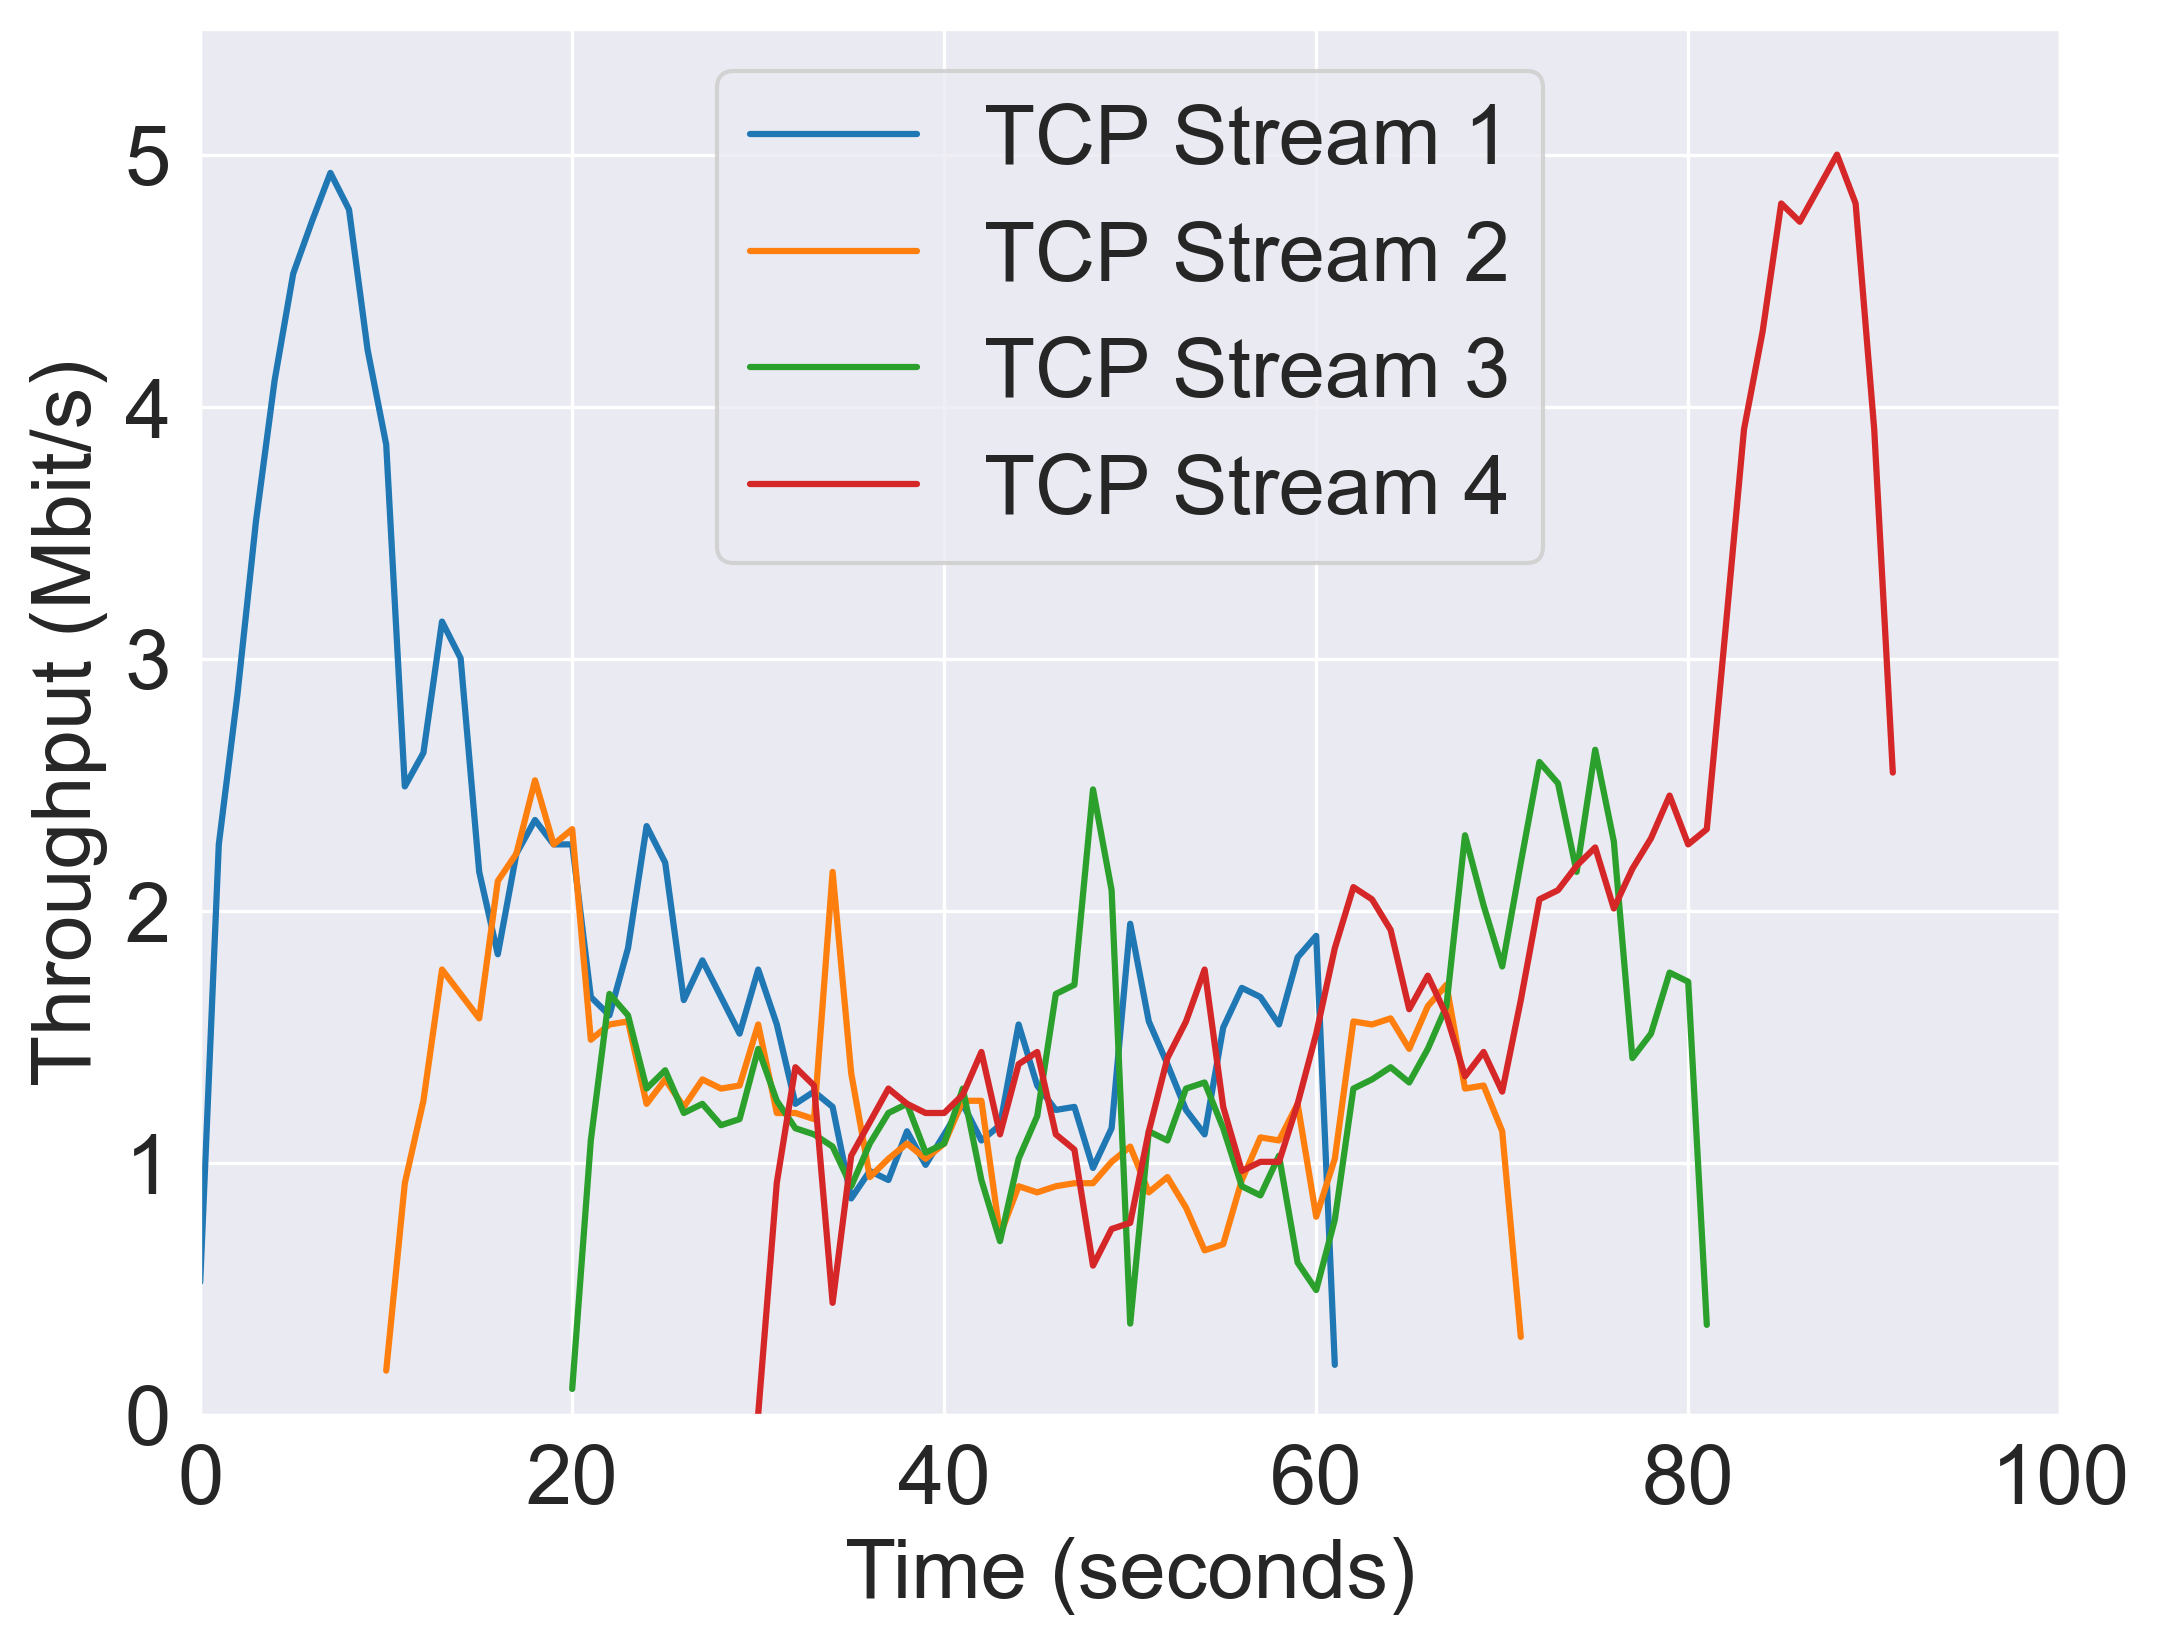 TCP Stream 1
TCP Stream 2
TCP Stream 3
TCP Stream 4
Throughput (Mbit/s)
5
4
3
2
1
0
0 20 40 60 80 100
Time (seconds)